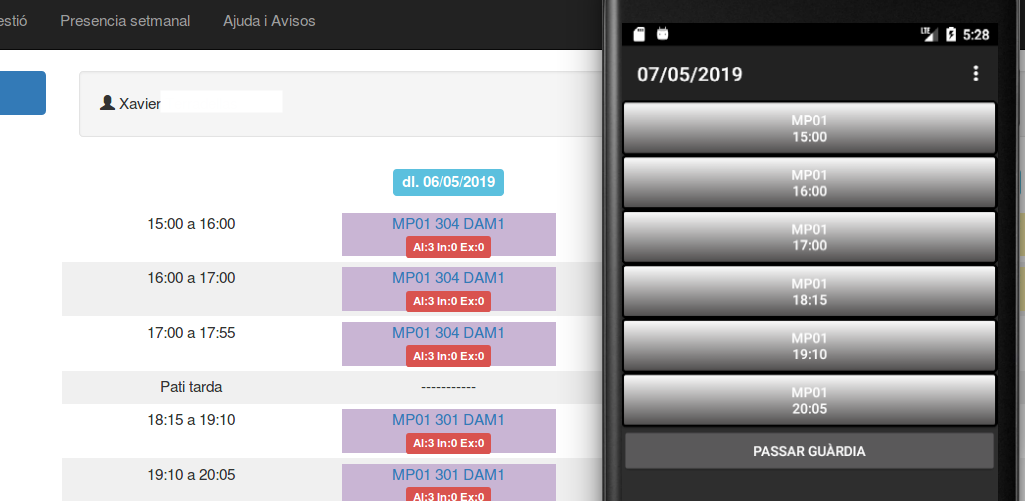 estió Presencia setmanal Ajuda i Avisos
Xavier
dl. 06/05/2019
15:00 a 16:00 MP01 304 DAM1
Al:3 In:0 Ex:0
16:00 a 17:00 MP01 304 DAM1
Al:3 In:0 Ex:0
17:00 a 17:55 MP01 304 DAM1
Al:3 In:0 Ex:0
Pati tarda -----------
18:15 a 19:10 MP01 301 DAM1
Al:3 In:0 Ex:0
19:10 a 20:05 MP01 301 DAM1
Al:3 In:0 Ex:0
LTE 5:28
07/05/2019
MP01
15:00
MP01
16:00
MP01
17:00
MP01
18:15
MP01
19:10
MP01
20:05
PASSAR GUÀRDIA